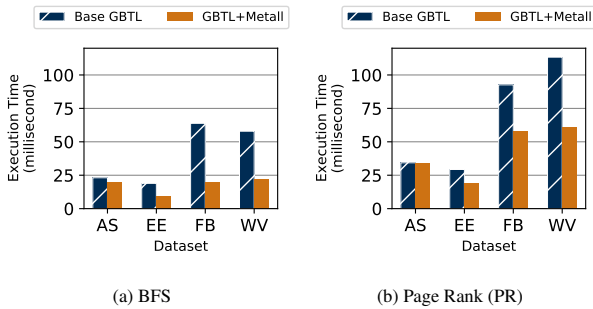 Base GBTL GBTL+Metall
Execution Time
(millisecond)
100
75
50
25
0
AS EE FB WV
Dataset
(a) BFS
Base GBTL GBTL+Metall
Execution Time
(millisecond)
100
75
50
25
0
AS EE FB WV
Dataset
(b) Page Rank (PR)